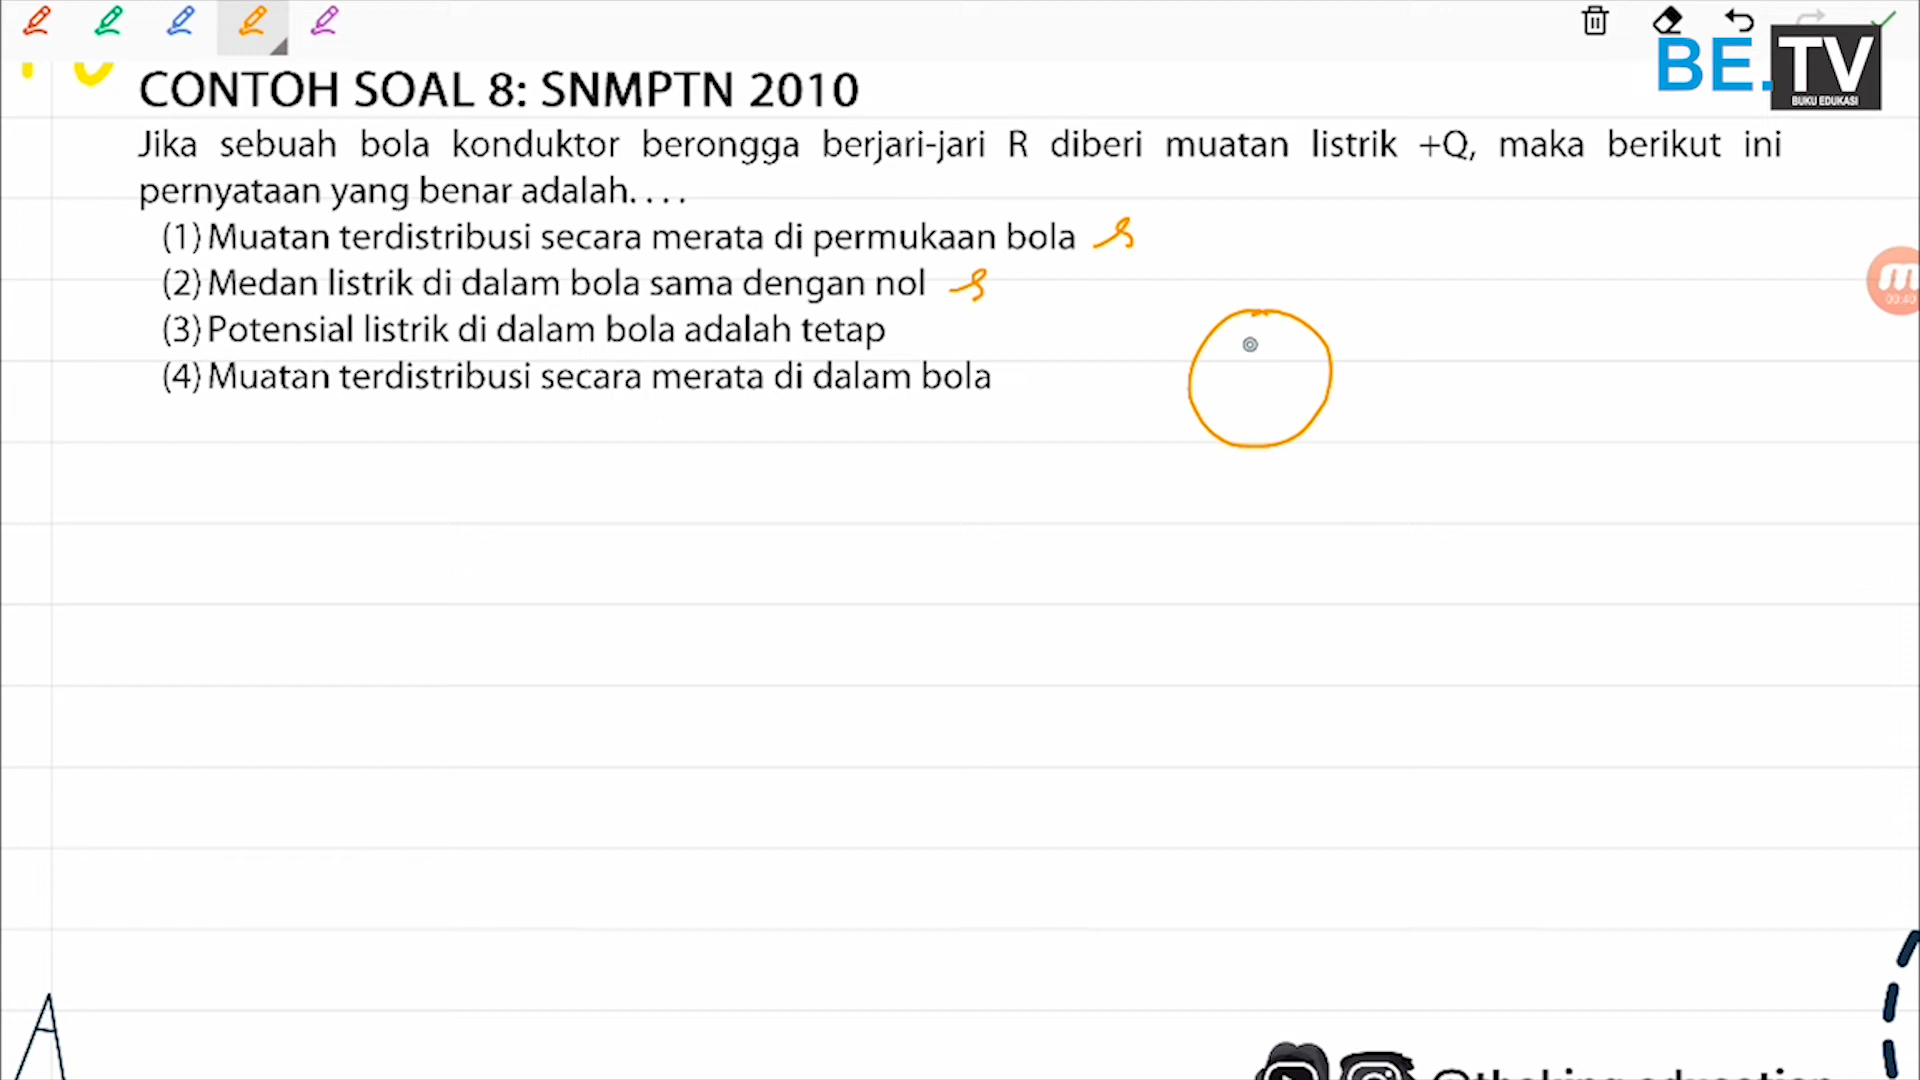 BE.TV
BUKU EDUKASI
CONTOH SOAL 8: SNMPTN 2010
Jika sebuah bola konduktor berongga berjari-jari R diberi muatan listrik +Q, maka berikut ini
pernyataan yang benar adalah. . . .
(1) Muatan terdistribusi secara merata di permukaan bola
(2) Medan listrik di dalam bola sama dengan nol
(3) Potensial listrik di dalam bola adalah tetap
(4) Muatan terdistribusi secara merata di dalam bola
m
00:40
A